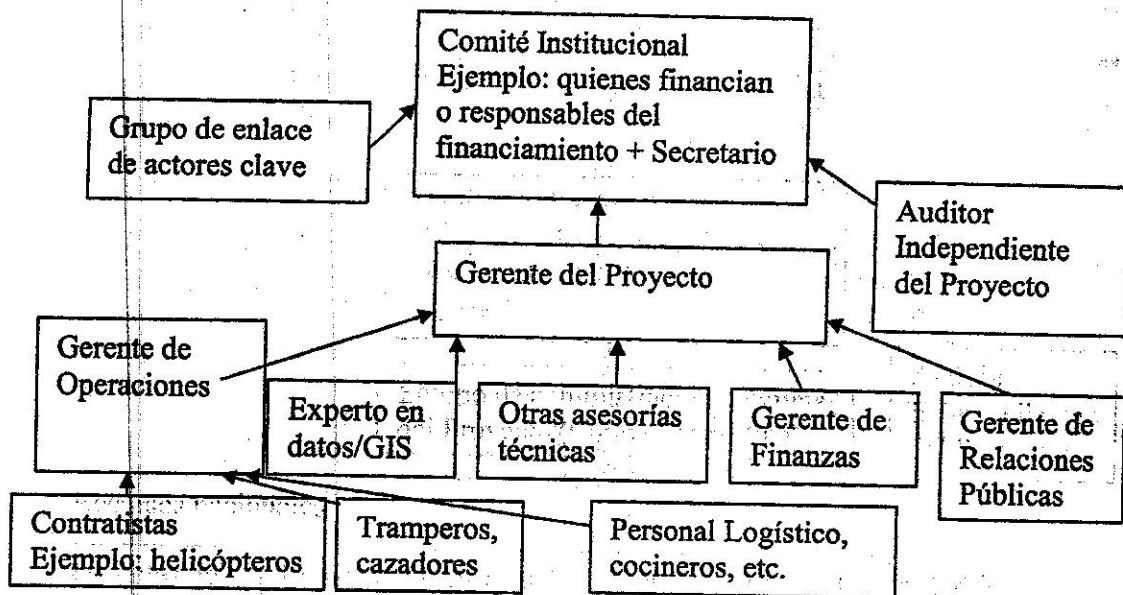 Comité Institucional
Ejemplo: quienes financian
o responsables del
financiamiento + Secretario
Grupo de enlace
de actores clave
Auditor
Independiente
del Proyecto
Gerente del Proyecto
Gerente de
Operaciones
Experto en
datos/GIS
Otras asesorías
técnicas
Gerente de
Finanzas
Gerente de
Relaciones
Públicas
Contratistas
Ejemplo: helicópteros
Tramperos,
cazadores
Personal Logístico,
cocineros, etc.